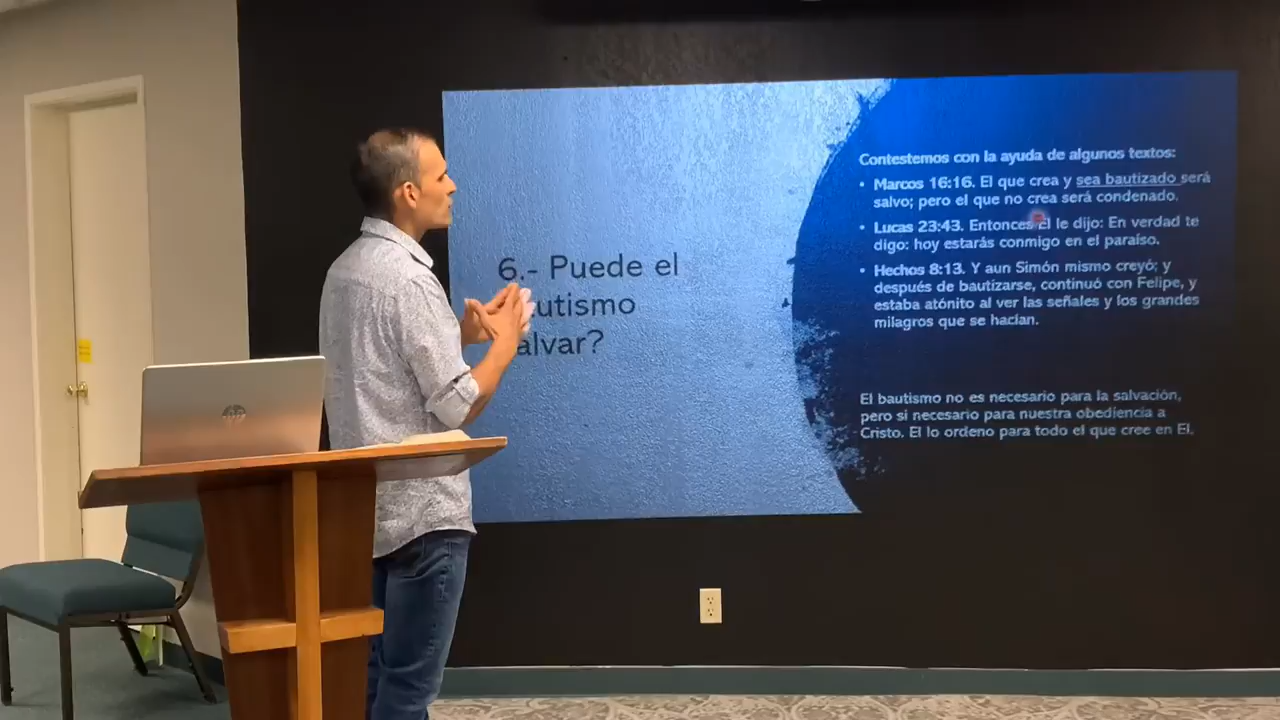 6.- Puede el
utismo
alvar?
Contestemos con la ayuda de algunos textos:
• Marcos 16:16. El que crea y sea bautizado será
salvo; pero el que no crea será condenado.
• Lucas 23:43. Entonces El le dijo: En verdad te
digo: hoy estarás conmigo en el paraíso.
• Hechos 8:13. Y aun Simón mismo creyó; y
después de bautizarse, continuó con Felipe, y
estaba atónito al ver las señales y los grandes
milagros que se hacían.
El bautismo no es necesario para la salvación,
pero si necesario para nuestra obediencia a
Cristo. El lo ordeno para todo el que cree en El.
hp